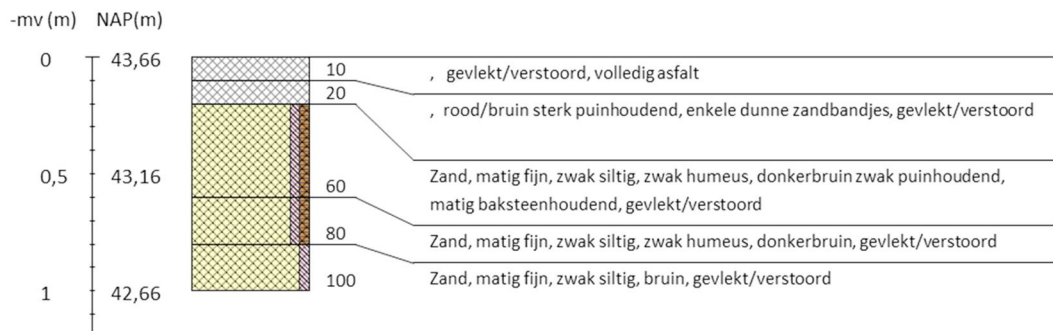 -mv (m) NAP(m)
0 43,66
10 , gevlekt/verstoord, volledig asfalt
20 , rood/bruin sterk puinhoudend, enkele dunne zandbandjes, gevlekt/verstoord
0,5 43,16
Zand, matig fijn, zwak siltig, zwak humeus, donkerbruin zwak puinhoudend,
60 matig baksteenhoudend, gevlekt/verstoord
80 Zand, matig fijn, zwak siltig, zwak humeus, donkerbruin, gevlekt/verstoord
100 Zand, matig fijn, zwak siltig, bruin, gevlekt/verstoord
1 42,66